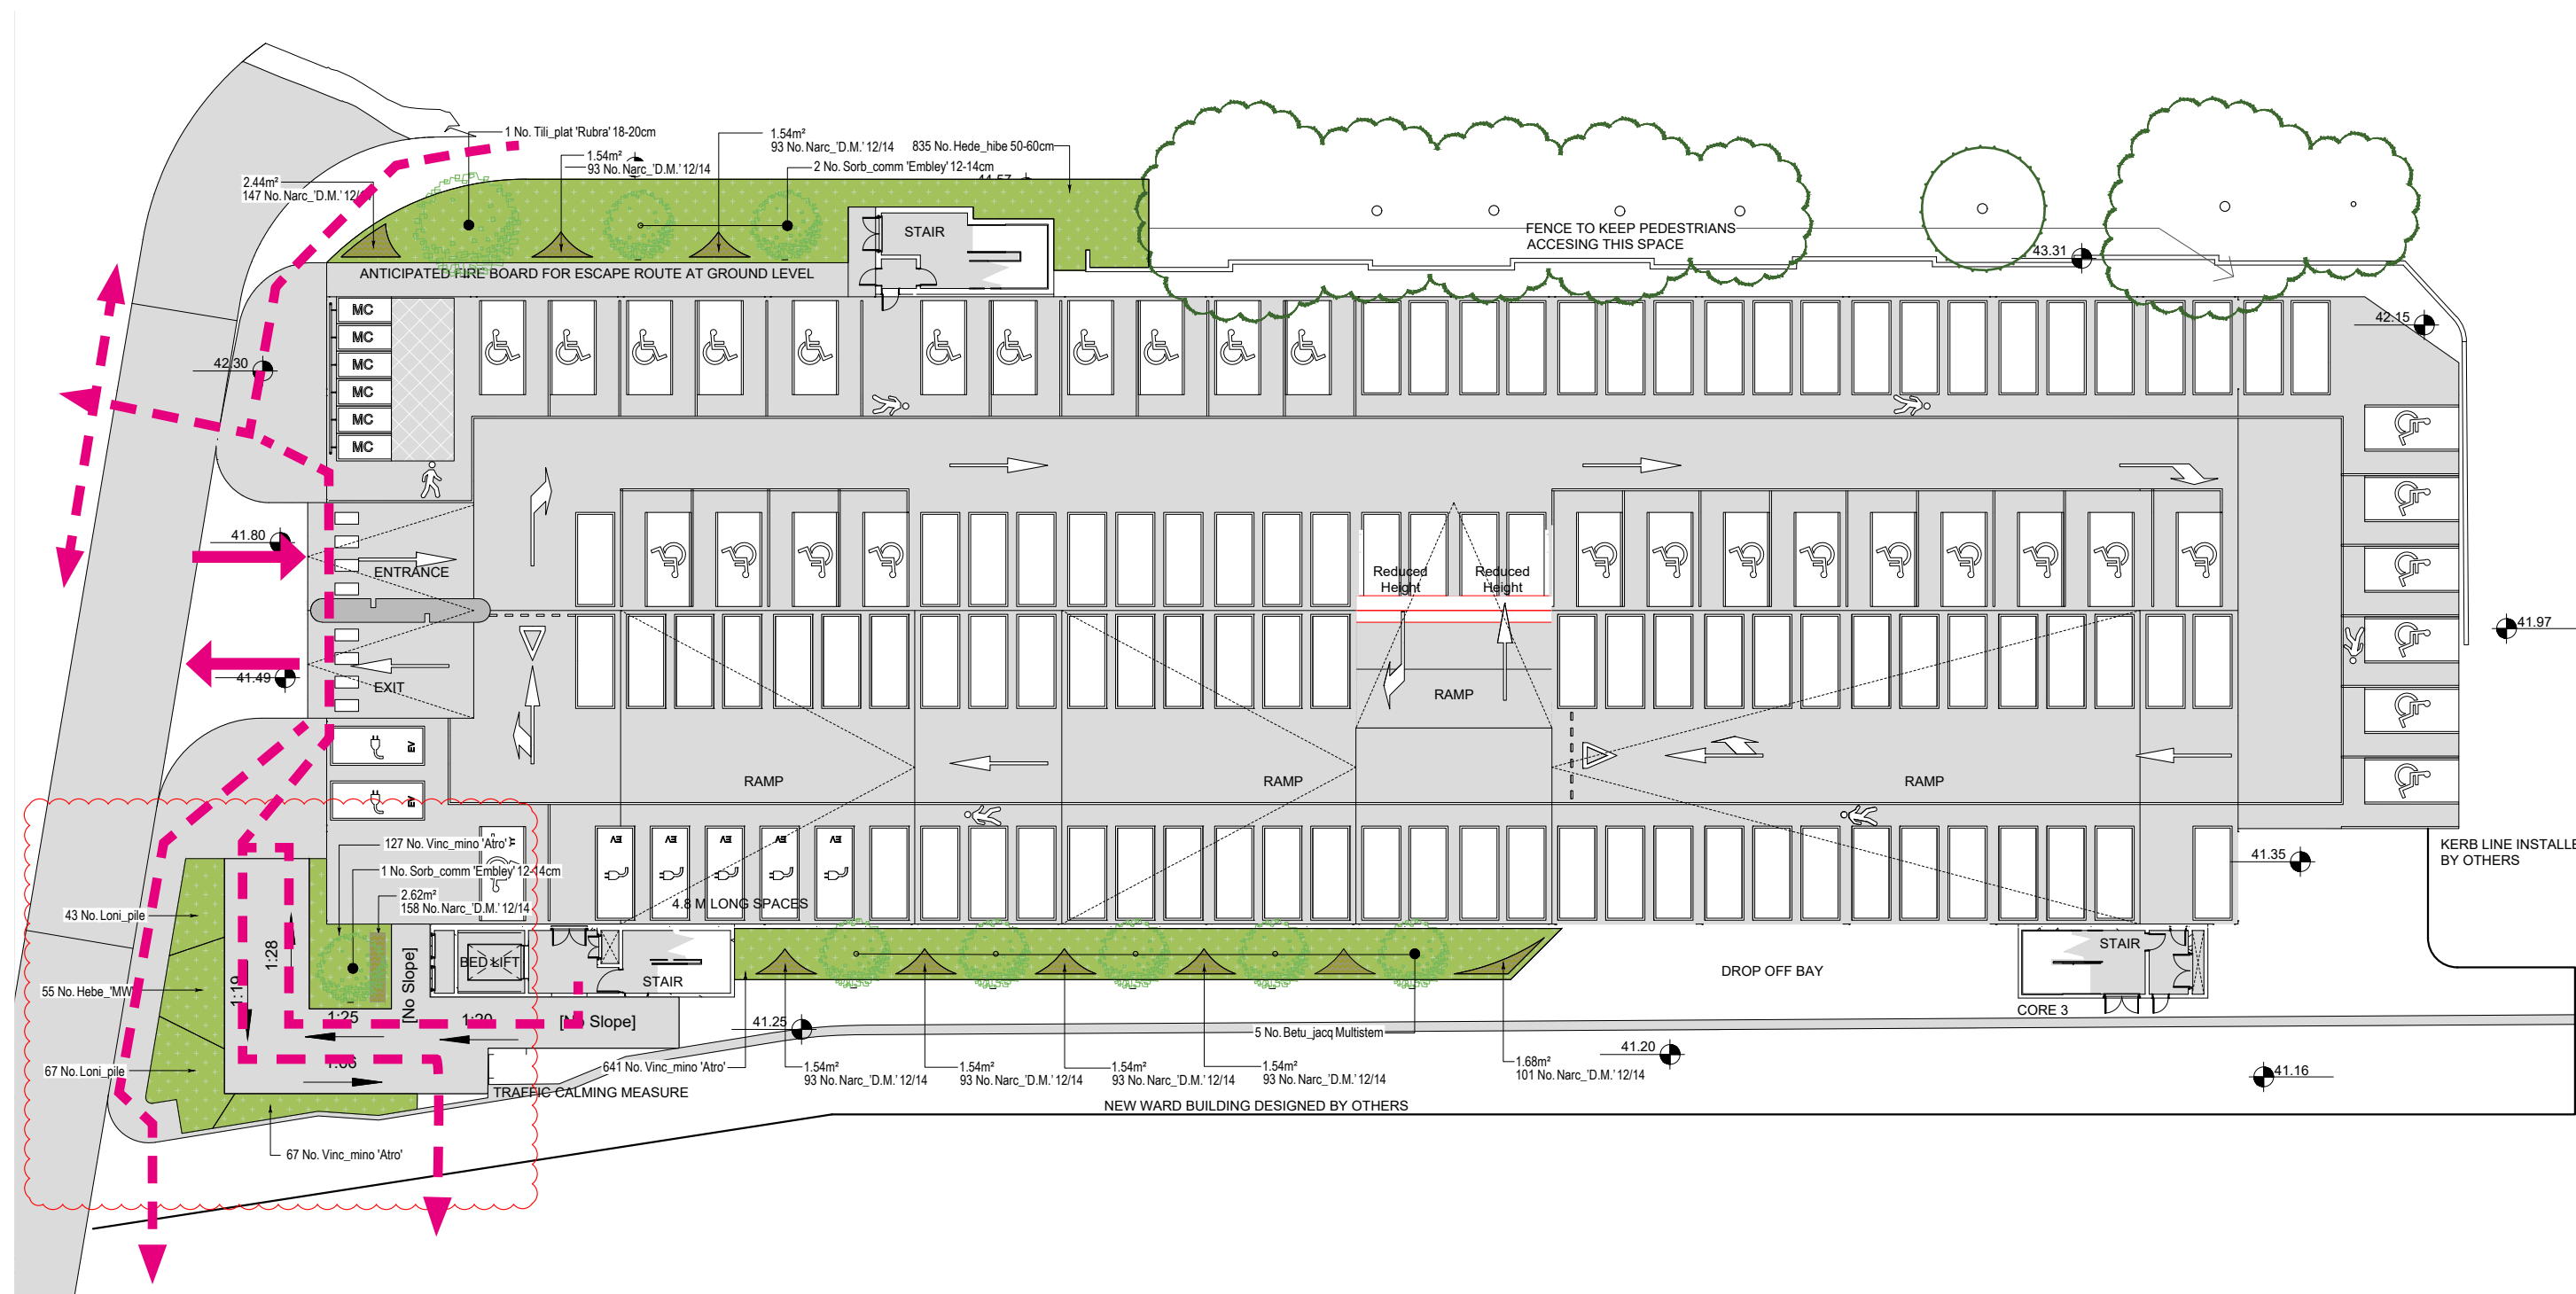 1 No. Tili_plat 'Rubra' 18-20cm
1.54m²
93 No. Narc_'D.M.' 12/14
1.54m²
93 No. Narc_'D.M.' 12/14
835 No. Hede_hibe 50-60cm
2 No. Sorb_comm 'Embley' 12-14cm
2.44m²
147 No. Narc_'D.M.' 12/
STAIR
FENCE TO KEEP PEDESTRIANS
ACCESING THIS SPACE
43.31
ANTICIPATED FIRE BOARD FOR ESCAPE ROUTE AT GROUND LEVEL
42.15
MC
MC
MC
MC
MC
MC
42.30
41.80
ENTRANCE
Reduced
Height
Reduced
Height
41.97
41.49
EXIT
RAMP
EV
EV
RAMP
RAMP
RAMP
127 No. Vinc_mino 'Atro'
EV
EV
EV
EV
EV
KERB LINE INSTALLE
BY OTHERS
41.35
1 No. Sorb_comm 'Embley' 12-14cm
2.62m²
158 No. Narc_'D.M.' 12/14
4.8 M LONG SPACES
43 No. Loni_pile
1:28
1:19
[No Slope]
BED LIFT
STAIR
DROP OFF BAY
STAIR
55 No. Hebe_'MW'
1:25
1:20
[No Slope]
41.25
5 No. Betu_jacq Multistem
CORE 3
41.20
67 No. Loni_pile
641 No. Vinc_mino 'Atro'
1.54m²
93 No. Narc_'D.M.' 12/14
1.54m²
93 No. Narc_'D.M.' 12/14
1.54m²
93 No. Narc_'D.M.' 12/14
1.54m²
93 No. Narc_'D.M.' 12/14
1.68m²
101 No. Narc_'D.M.' 12/14
41.16
TRAFFIC CALMING MEASURE
NEW WARD BUILDING DESIGNED BY OTHERS
67 No. Vinc_mino 'Atro'